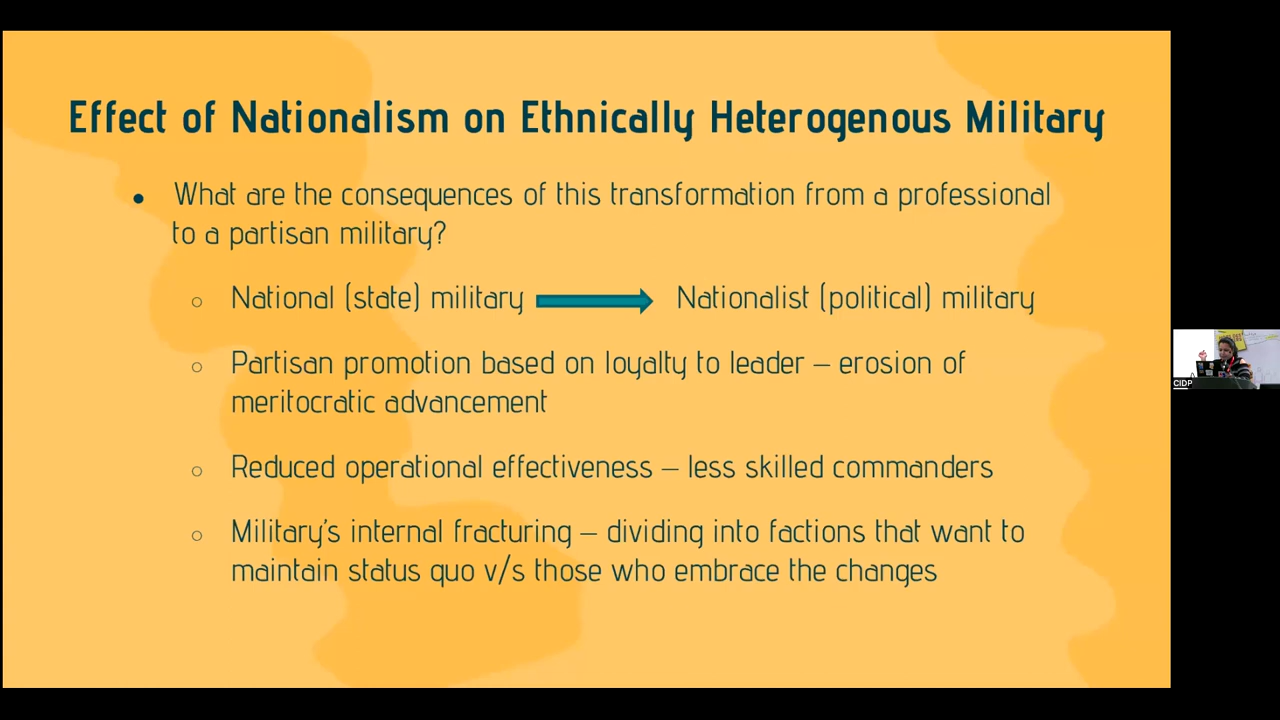 Effect of Nationalism on Ethnically Heterogenous Military
● What are the consequences of this transformation from a professional
to a partisan military?
○ National (state) military Nationalist (political) military
○ Partisan promotion based on loyalty to leader – erosion of
meritocratic advancement
○ Reduced operational effectiveness – less skilled commanders
○ Military's internal fracturing – dividing into factions that want to
maintain status quo v/s those who embrace the changes
CIDP